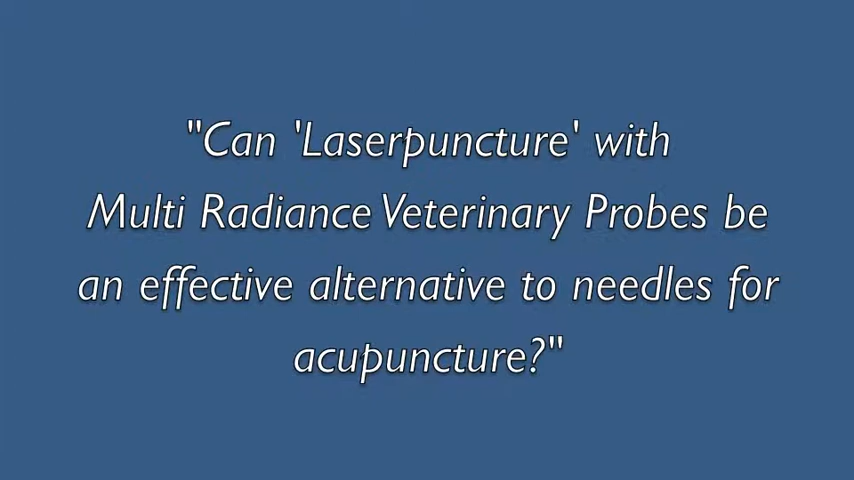 "Can 'Laserpuncture' with
Multi Radiance Veterinary Probes be
an effective alternative to needles for
acupuncture?"